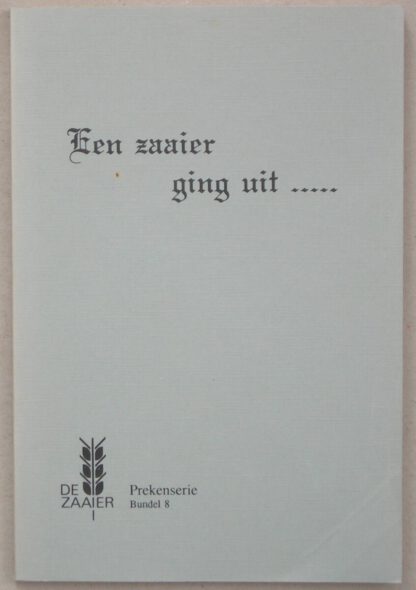 Een zaaier
ging uit .....
DE
ZAAIER
Prekenserie
Bundel 8